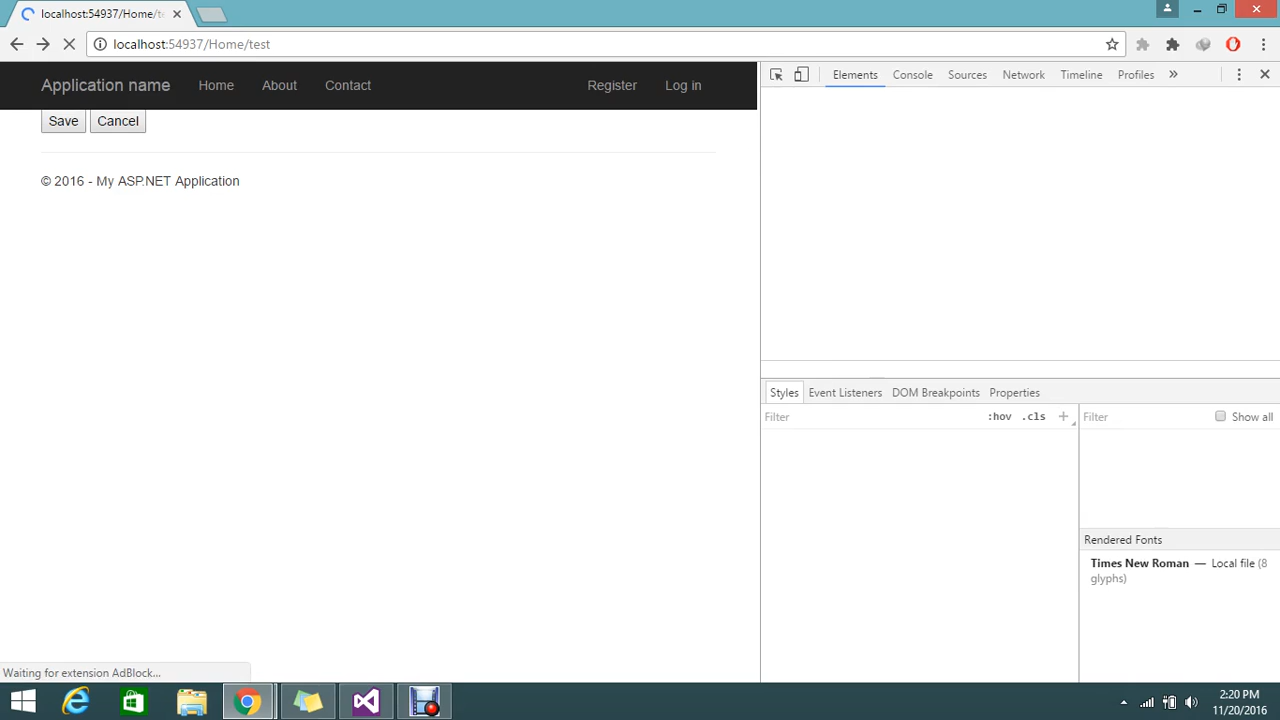 localhost:54937/Home/te
localhost:54937/Home/test
Application name Home About Contact Register Log in
Save Cancel
© 2016 - My ASP.NET Application
Waiting for extension AdBlock...
Elements Console Sources Network Timeline Profiles »
Styles Event Listeners DOM Breakpoints Properties
Filter :hov .cls +
Filter Show all
Rendered Fonts
Times New Roman — Local file (8
glyphs)
2:20 PM
11/20/2016